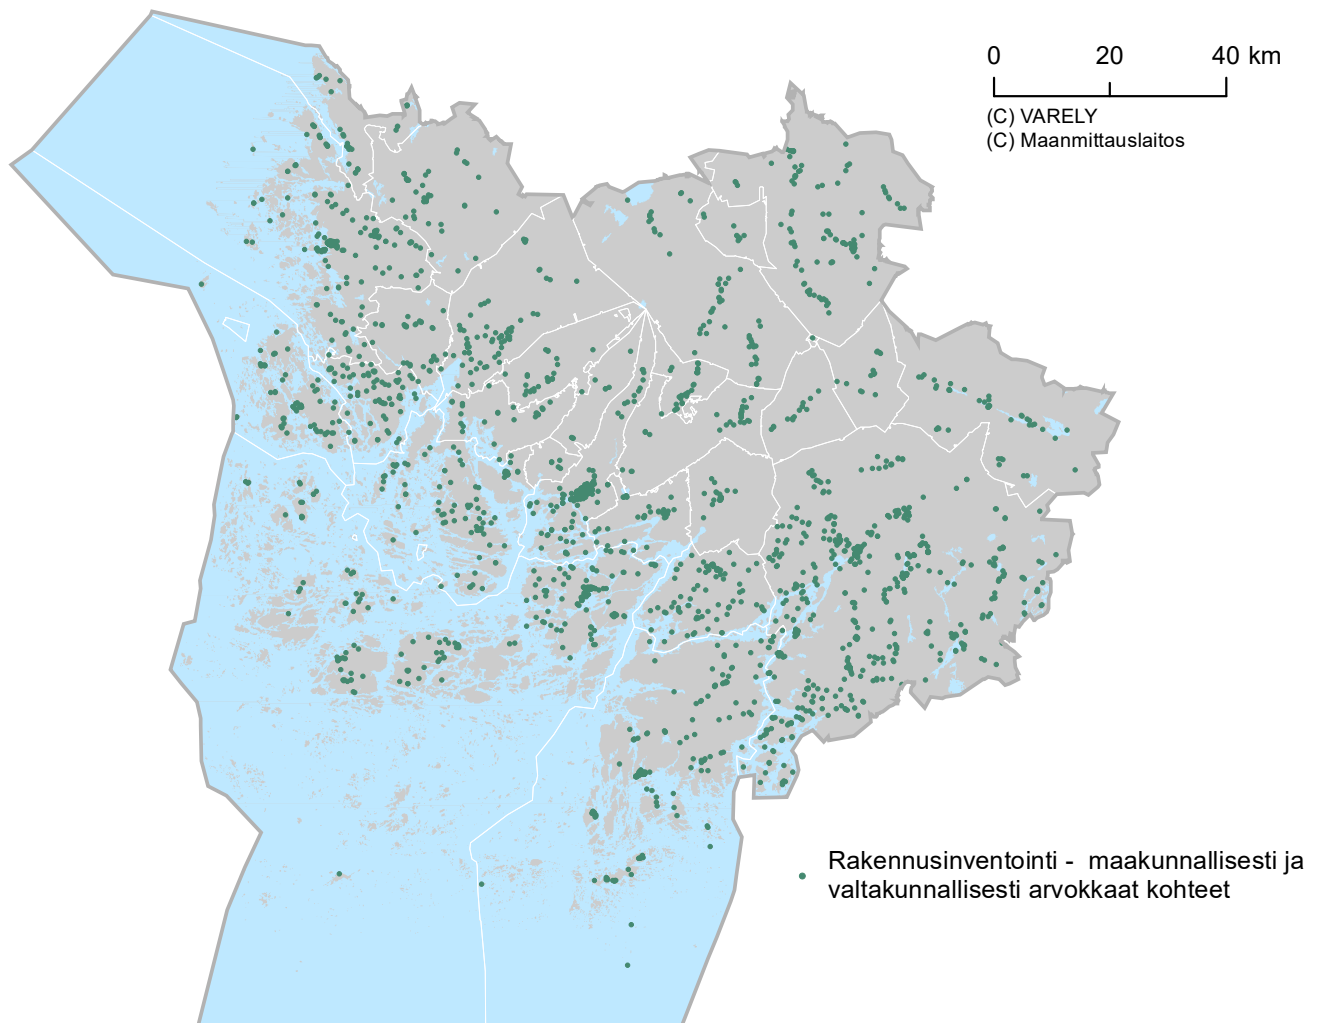 0 20 40 km
(C) VARELY
(C) Maanmittauslaitos
Rakennusinventointi - maakunnallisesti ja
valtakunnallisesti arvokkaat kohteet